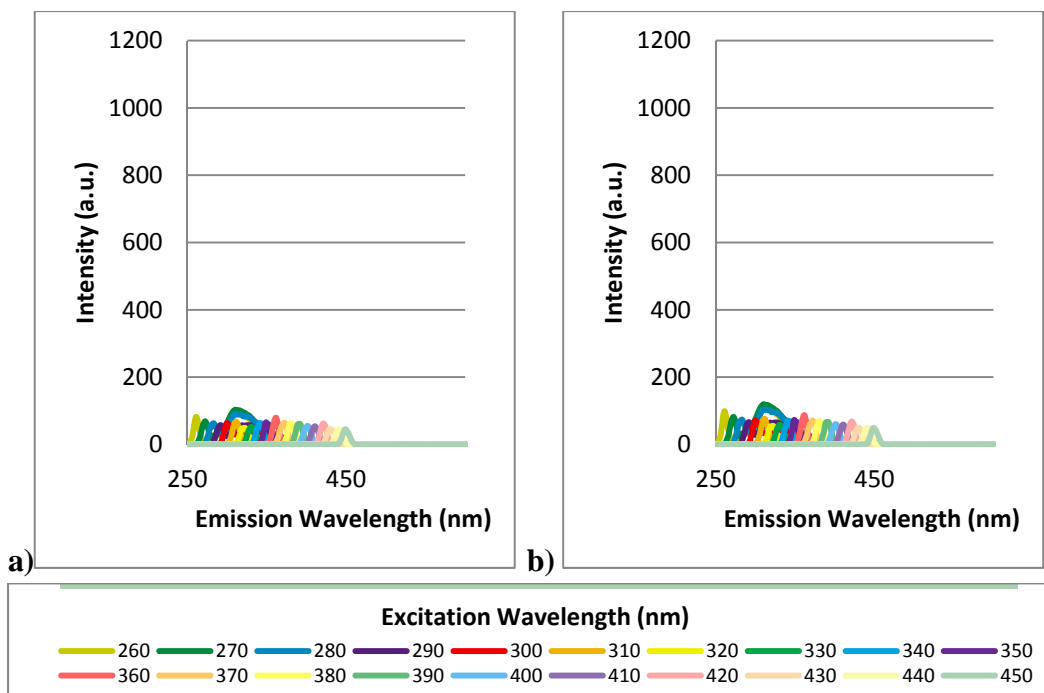 1200
1000
800
600
400
200
0
250 450
Intensity (a.u.)
Emission Wavelength (nm)
a)
1200
1000
800
600
400
200
0
250 450
Intensity (a.u.)
Emission Wavelength (nm)
b)
Excitation Wavelength (nm)
260 270 280 290 300 310 320 330 340 350
360 370 380 390 400 410 420 430 440 450